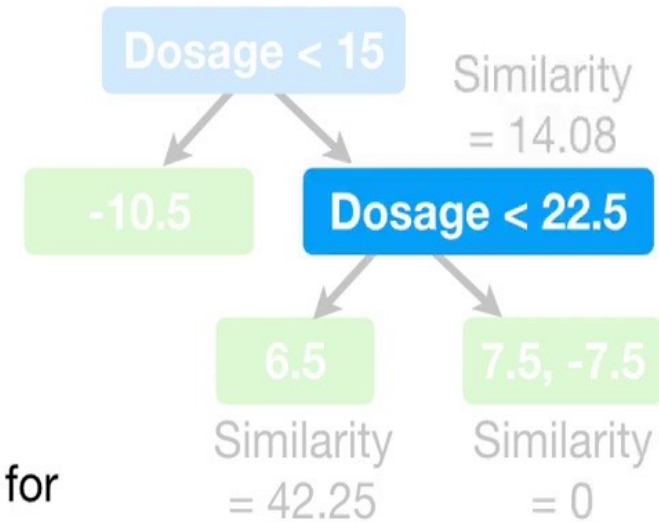 Dosage < 15
Similarity
= 14.08
-10.5
Dosage < 22.5
6.5
7.5, -7.5
Similarity
= 42.25
Similarity
= 0
for